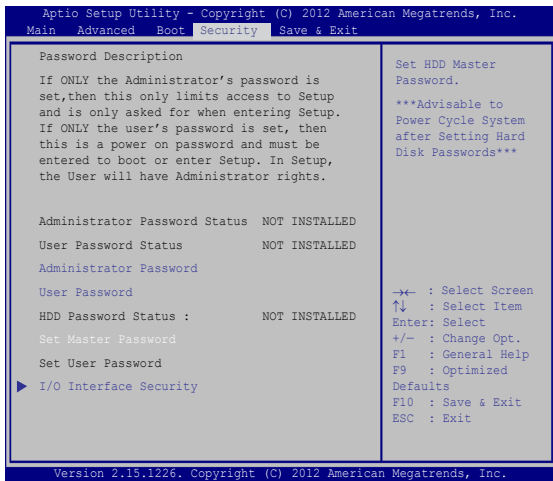 Aptio Setup Utility - Copyright (C) 2012 American Megatrends, Inc.
Main Advanced Boot Security Save & Exit
Password Description
If ONLY the Administrator's password is
set,then this only limits access to Setup
and is only asked for when entering Setup.
If ONLY the user's password is set, then
this is a power on password and must be
entered to boot or enter Setup. In Setup,
the User will have Administrator rights.
Administrator Password Status NOT INSTALLED
User Password Status NOT INSTALLED
Administrator Password
User Password
HDD Password Status : NOT INSTALLED
Set Master Password
Set User Password
I/O Interface Security
Set HDD Master
Password.
***Advisable to
Power Cycle System
after Setting Hard
Disk Passwords***
→← : Select Screen
↑↓ : Select Item
Enter: Select
+/— : Change Opt.
F1 : General Help
F9 : Optimized
Defaults
F10 : Save & Exit
ESC : Exit
Version 2.15.1226. Copyright (C) 2012 American Megatrends, Inc.